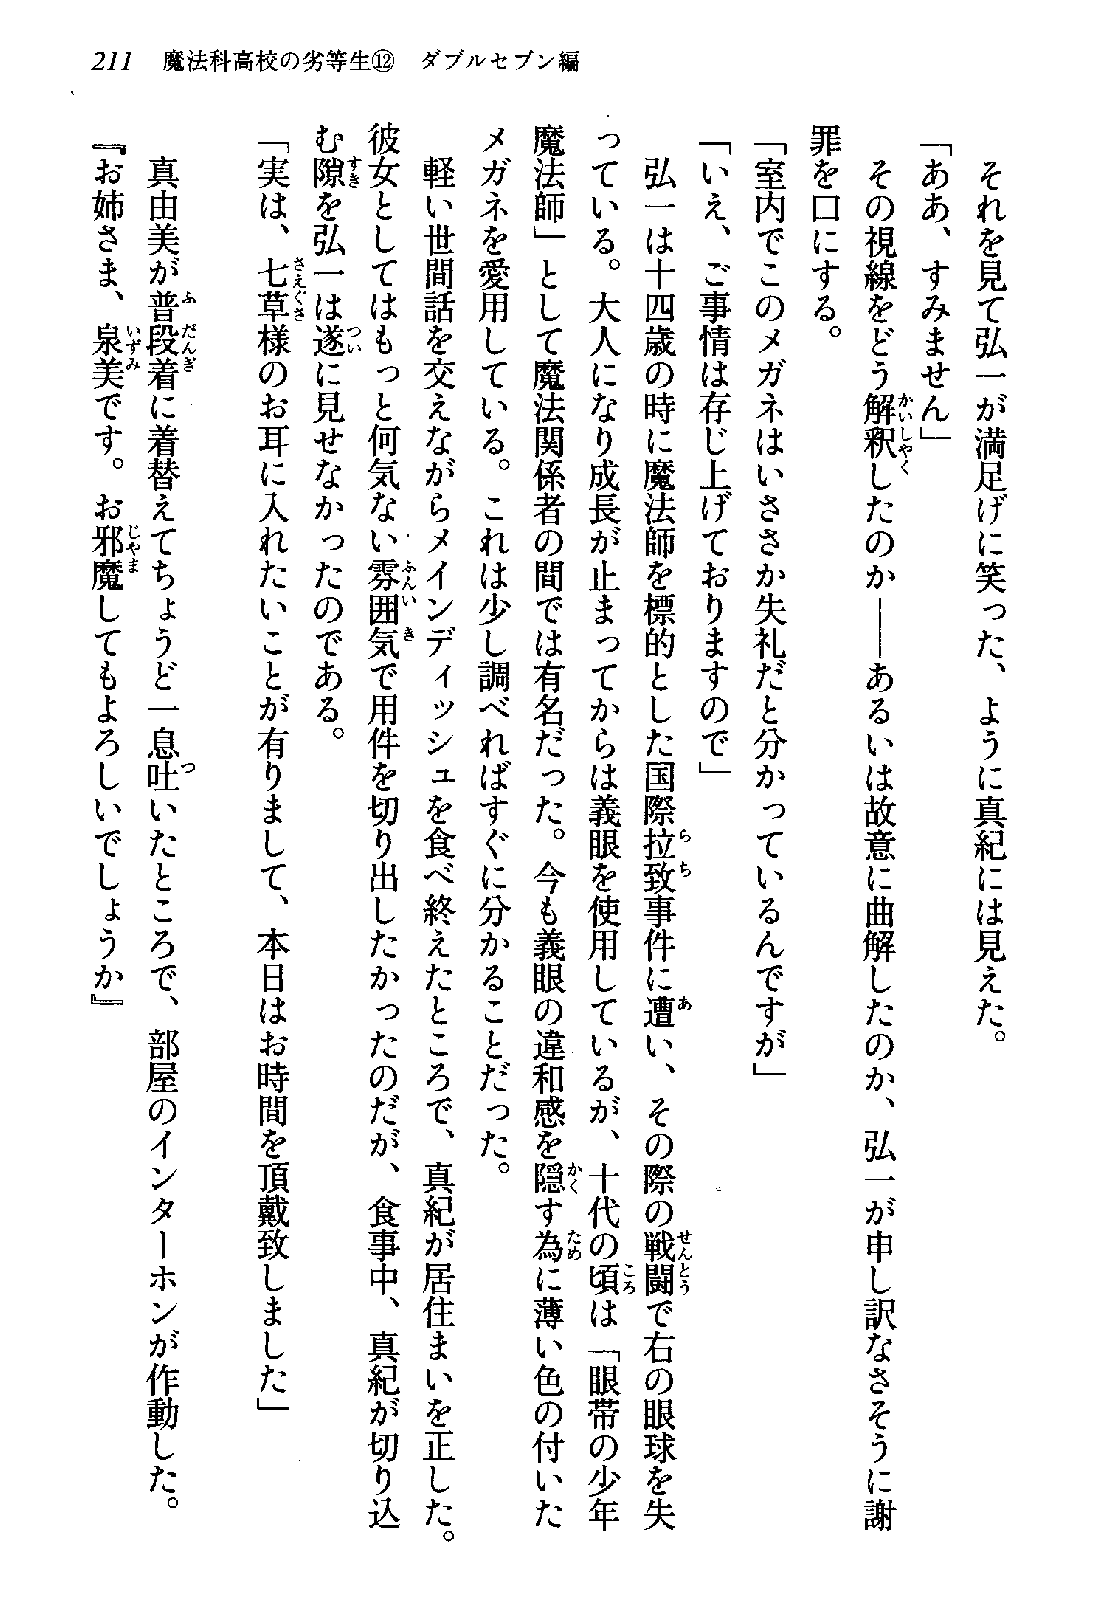 211　魔法科高校の劣等生⑫　ダブルセブン編
　それを見て弘一が満足げに笑った、ように真紀には見えた。
「ああ、すみません」
　その視線をどう解釈したのか――あるいは故意に曲解したのか、弘一が申し訳なさそうに謝
罪を口にする。
「室内でこのメガネはいささか失礼だと分かっているんですが」
「いえ、ご事情は存じ上げておりますので」
　弘一は十四歳の時に魔法師を標的とした国際拉致事件に遭い、その際の戦闘で右の眼球を失
っている。大人になり成長が止まってからは義眼を使用しているが、十代の頃は「眼帯の少年
魔法師」として魔法関係者の間では有名だった。今も義眼の違和感を隠す為に薄い色の付いた
メガネを愛用している。これは少し調べればすぐに分かることだった。
　軽い世間話を交えながらメインディッシュを食べ終えたところで、真紀が居住まいを正した。
彼女としてはもっと何気ない雰囲気で用件を切り出したかったのだが、食事中、真紀が切り込
む隙を弘一は遂に見せなかったのである。
「実は、七草様のお耳に入れたいことが有りまして、本日はお時間を頂戴致しました」
　真由美が普段着に着替えてちょうど一息吐いたところで、部屋のインターホンが作動した。
『お姉さま、泉美です。お邪魔してもよろしいでしょうか』